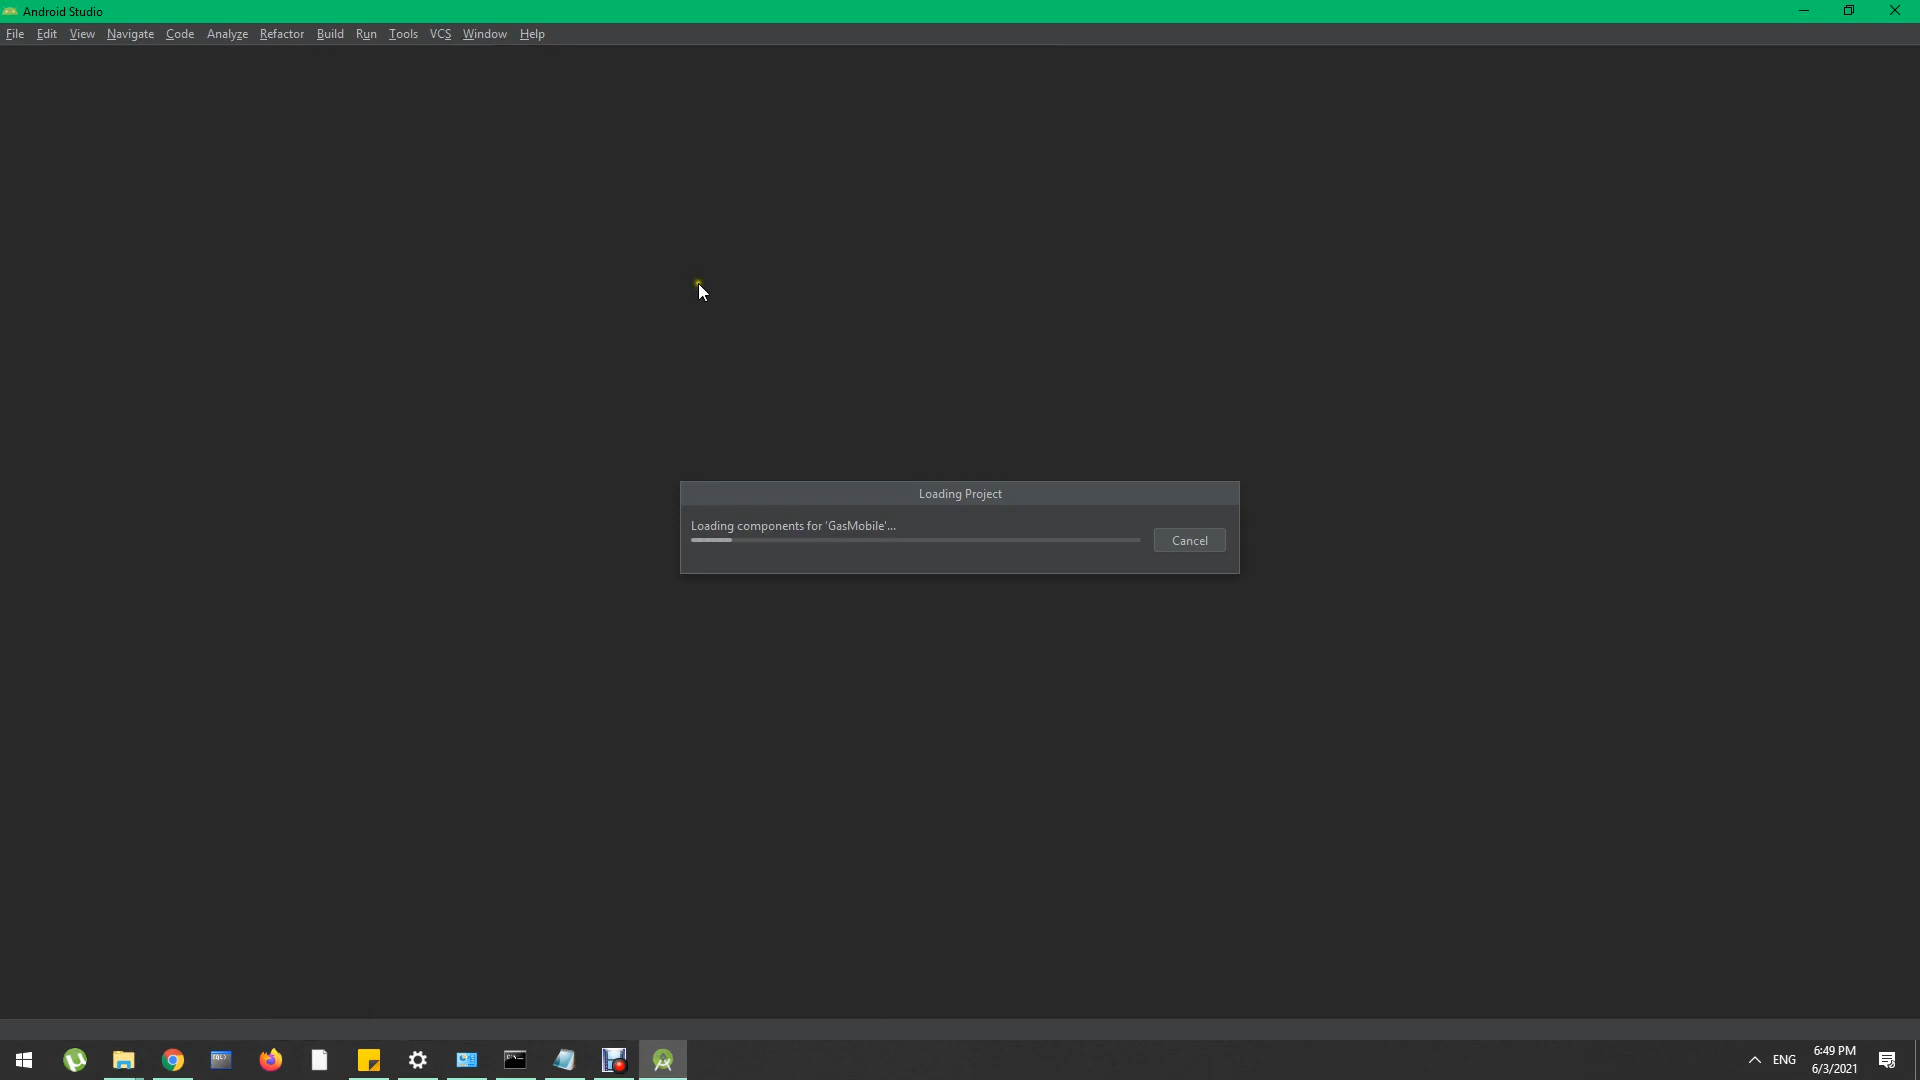 Android Studio
File Edit View Navigate Code Analyze Refactor Build Run Tools VCS Window Help
Loading Project
Loading components for 'GasMobile'...
Cancel
ENG
6:49 PM
6/3/2021